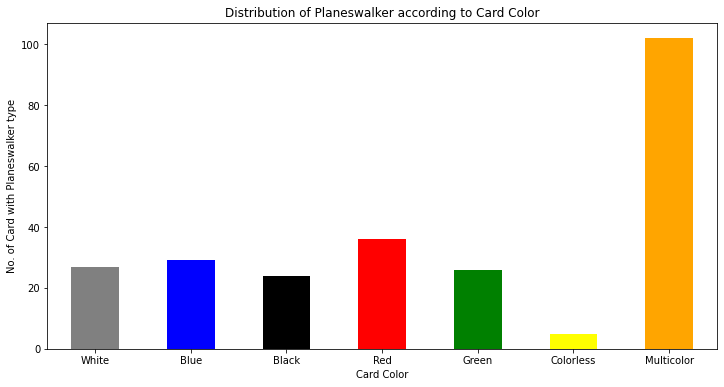 Distribution of Planeswalker according to Card Color
No. of Card with Planeswalker type
100
80
60
40
20
0
White Blue Black Red Green Colorless Multicolor
Card Color